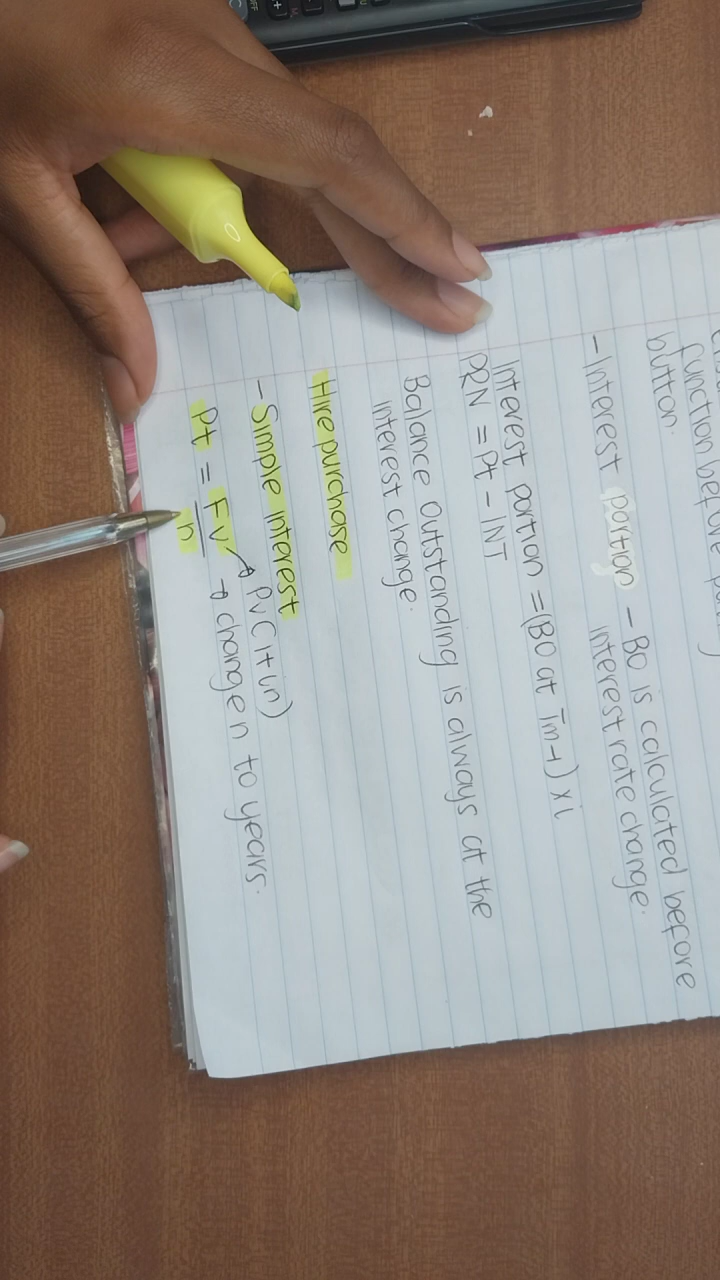 function before
button.
- Interest portion - BO is calculated before
interest rate change.
Interest portion = (BO at Tm-1) x i
PRN = Pt - INT
Balance Outstanding is always at the
interest change.
Hire purchase
- Simple interest
PV(1+in)
Pt = FV → change n to years.
n